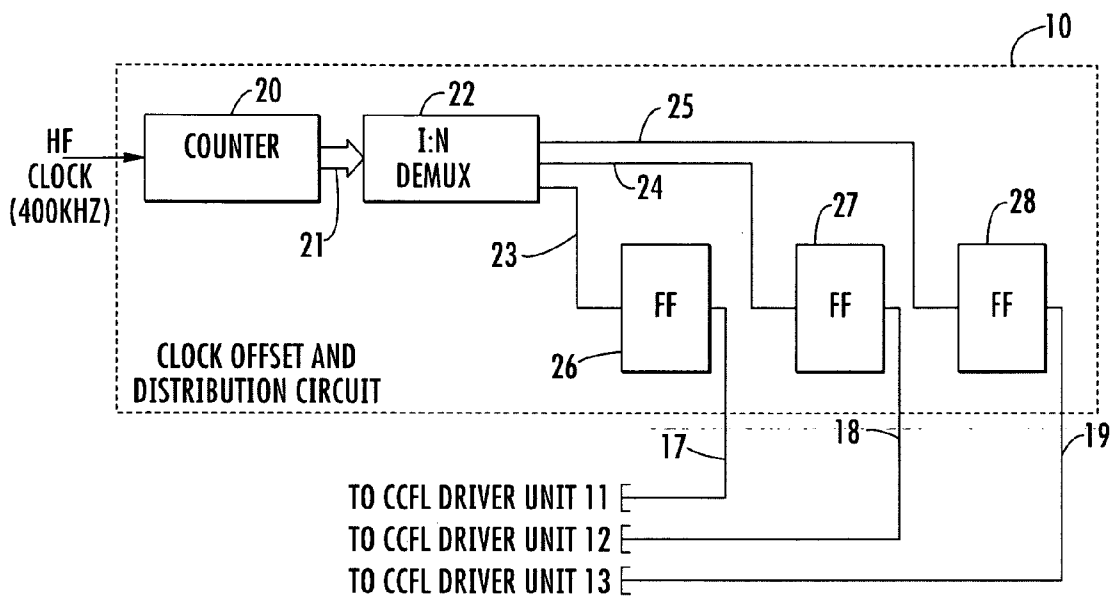 10
20
22
25
HF
CLOCK
(400KHZ)
COUNTER
I:N
DEMUX
24
21
23
27
28
FF
FF
FF
26
CLOCK OFFSET AND
DISTRIBUTION CIRCUIT
17
18
19
TO CCFL DRIVER UNIT 11
TO CCFL DRIVER UNIT 12
TO CCFL DRIVER UNIT 13